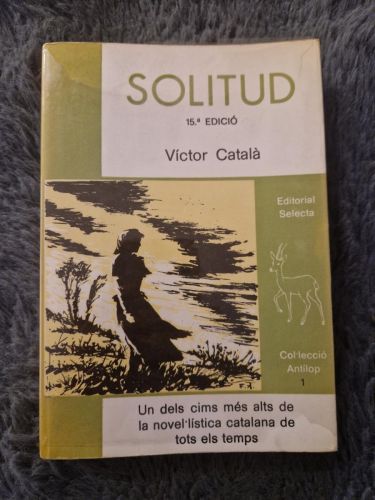 SOLITUD
15.ª EDICIÓ
Víctor Català
Editorial
Selecta
Col·lecció
Antílop
1
F.A.
Un dels cims més alts de
la novel·lística catalana de
tots els temps